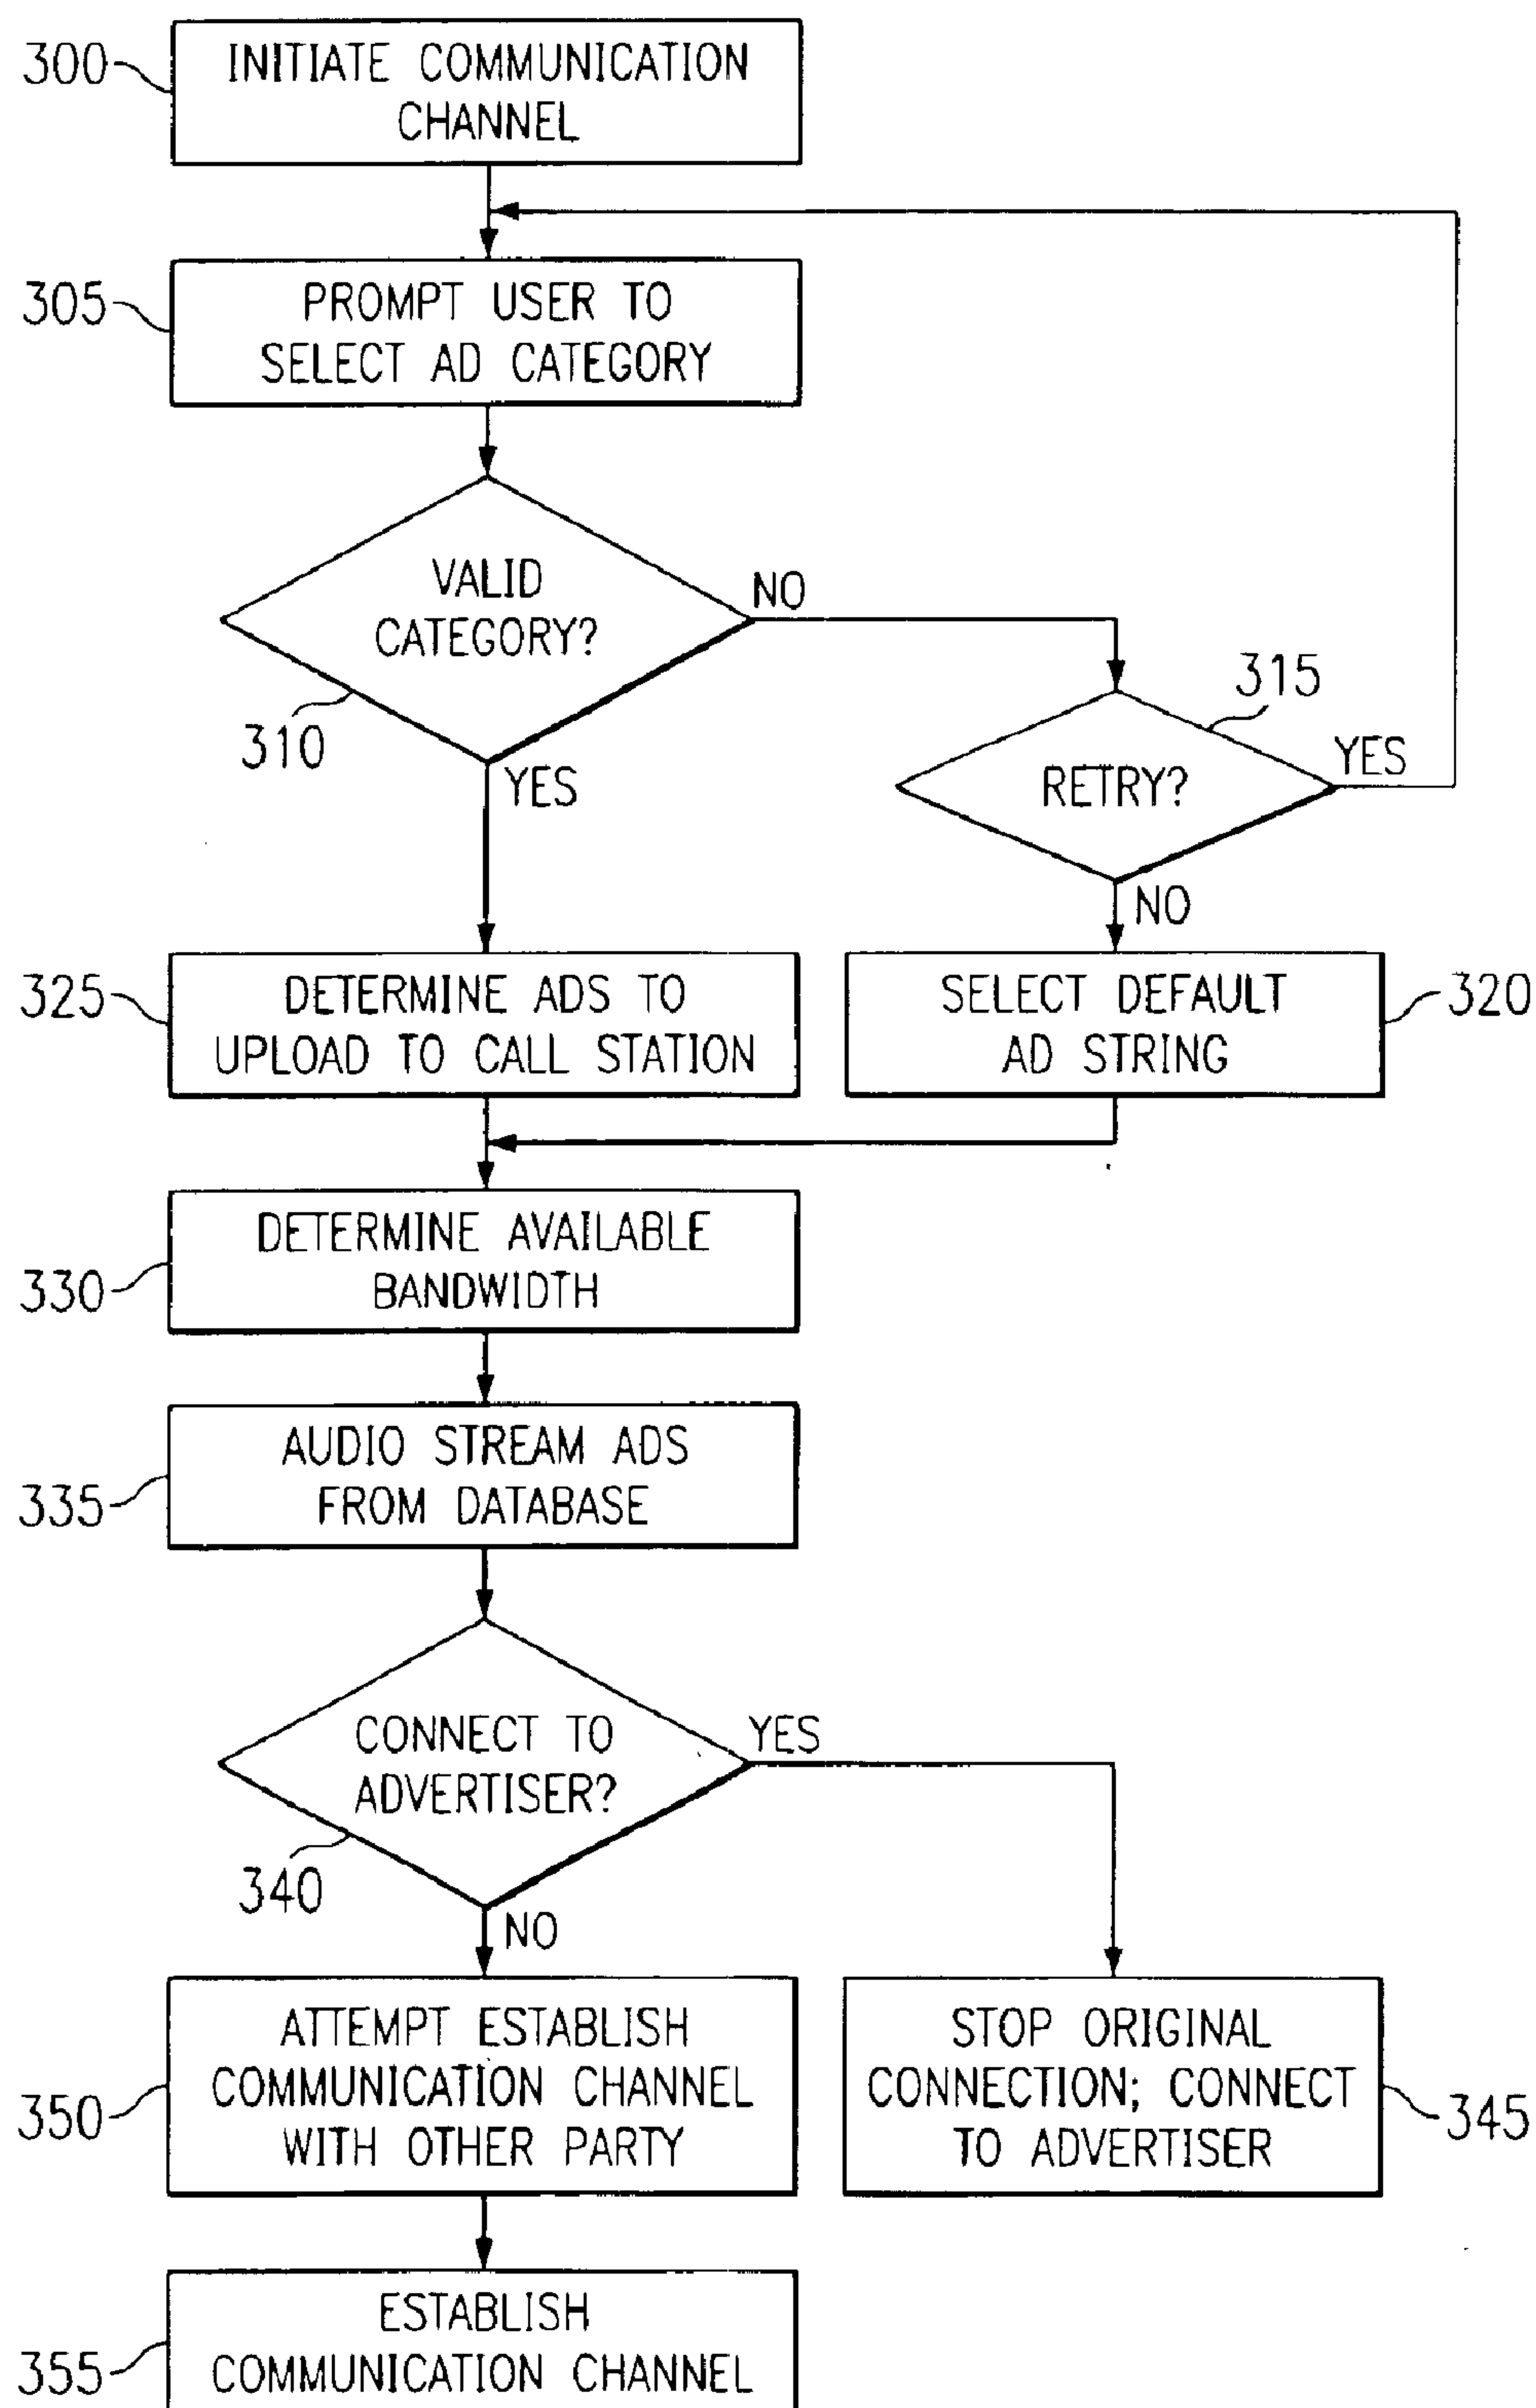 300
INITIATE COMMUNICATION
CHANNEL
305
PROMPT USER TO
SELECT AD CATEGORY
VALID
CATEGORY?
NO
310
YES
315
RETRY?
YES
NO
325
DETERMINE ADS TO
UPLOAD TO CALL STATION
SELECT DEFAULT
AD STRING
320
330
DETERMINE AVAILABLE
BANDWIDTH
335
AUDIO STREAM ADS
FROM DATABASE
CONNECT TO
ADVERTISER?
YES
340
NO
350
ATTEMPT ESTABLISH
COMMUNICATION CHANNEL
WITH OTHER PARTY
STOP ORIGINAL
CONNECTION; CONNECT
TO ADVERTISER
345
355
ESTABLISH
COMMUNICATION CHANNEL